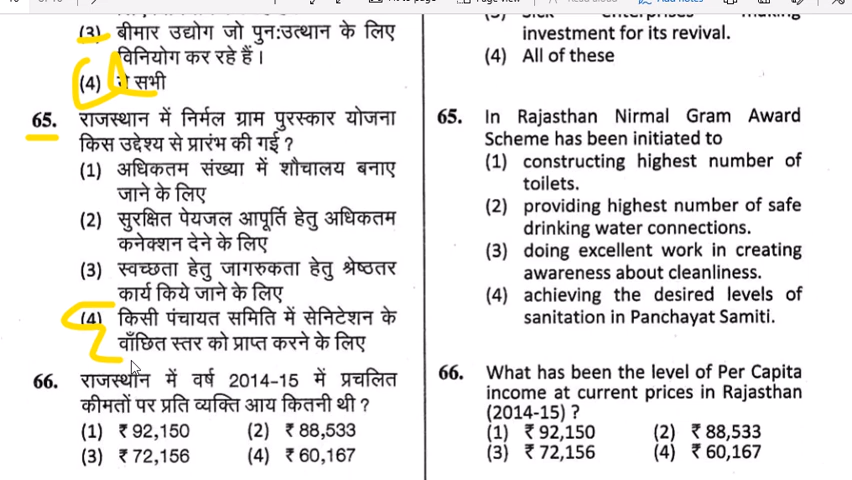 (3) बीमार उद्योग जो पुन:उत्थान के लिए
विनियोग कर रहे हैं।
(4) ये सभी
65. राजस्थान में निर्मल ग्राम पुरस्कार योजना
किस उद्देश्य से प्रारंभ की गई ?
(1) अधिकतम संख्या में शौचालय बनाए
जाने के लिए
(2) सुरक्षित पेयजल आपूर्ति हेतु अधिकतम
कनेक्शन देने के लिए
(3) स्वच्छता हेतु जागरुकता हेतु श्रेष्ठतर
कार्य किये जाने के लिए
(4) किसी पंचायत समिति में सेनिटेशन के
वाँछित स्तर को प्राप्त करने के लिए
66. राजस्थान में वर्ष 2014-15 में प्रचलित
कीमतों पर प्रति व्यक्ति आय कितनी थी ?
(1) ₹ 92,150 (2) ₹ 88,533
(3) ₹ 72,156 (4) ₹ 60,167
investment for its revival.
(4) All of these
65. In Rajasthan Nirmal Gram Award
Scheme has been initiated to
(1) constructing highest number of
toilets.
(2) providing highest number of safe
drinking water connections.
(3) doing excellent work in creating
awareness about cleanliness.
(4) achieving the desired levels of
sanitation in Panchayat Samiti.
66. What has been the level of Per Capita
income at current prices in Rajasthan
(2014-15) ?
(1) ₹ 92,150 (2) ₹ 88,533
(3) ₹ 72,156 (4) ₹ 60,167